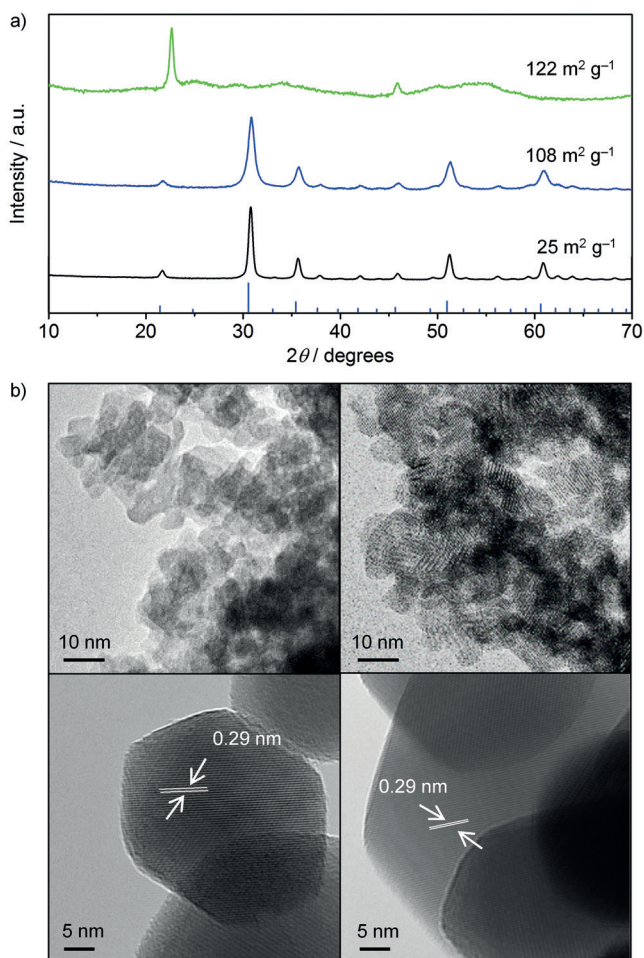 a)
122 m² g⁻¹
108 m² g⁻¹
25 m² g⁻¹
Intensity / a.u.
10 20 30 40 50 60 70
2θ / degrees
b)
10 nm
10 nm
0.29 nm
0.29 nm
5 nm
5 nm